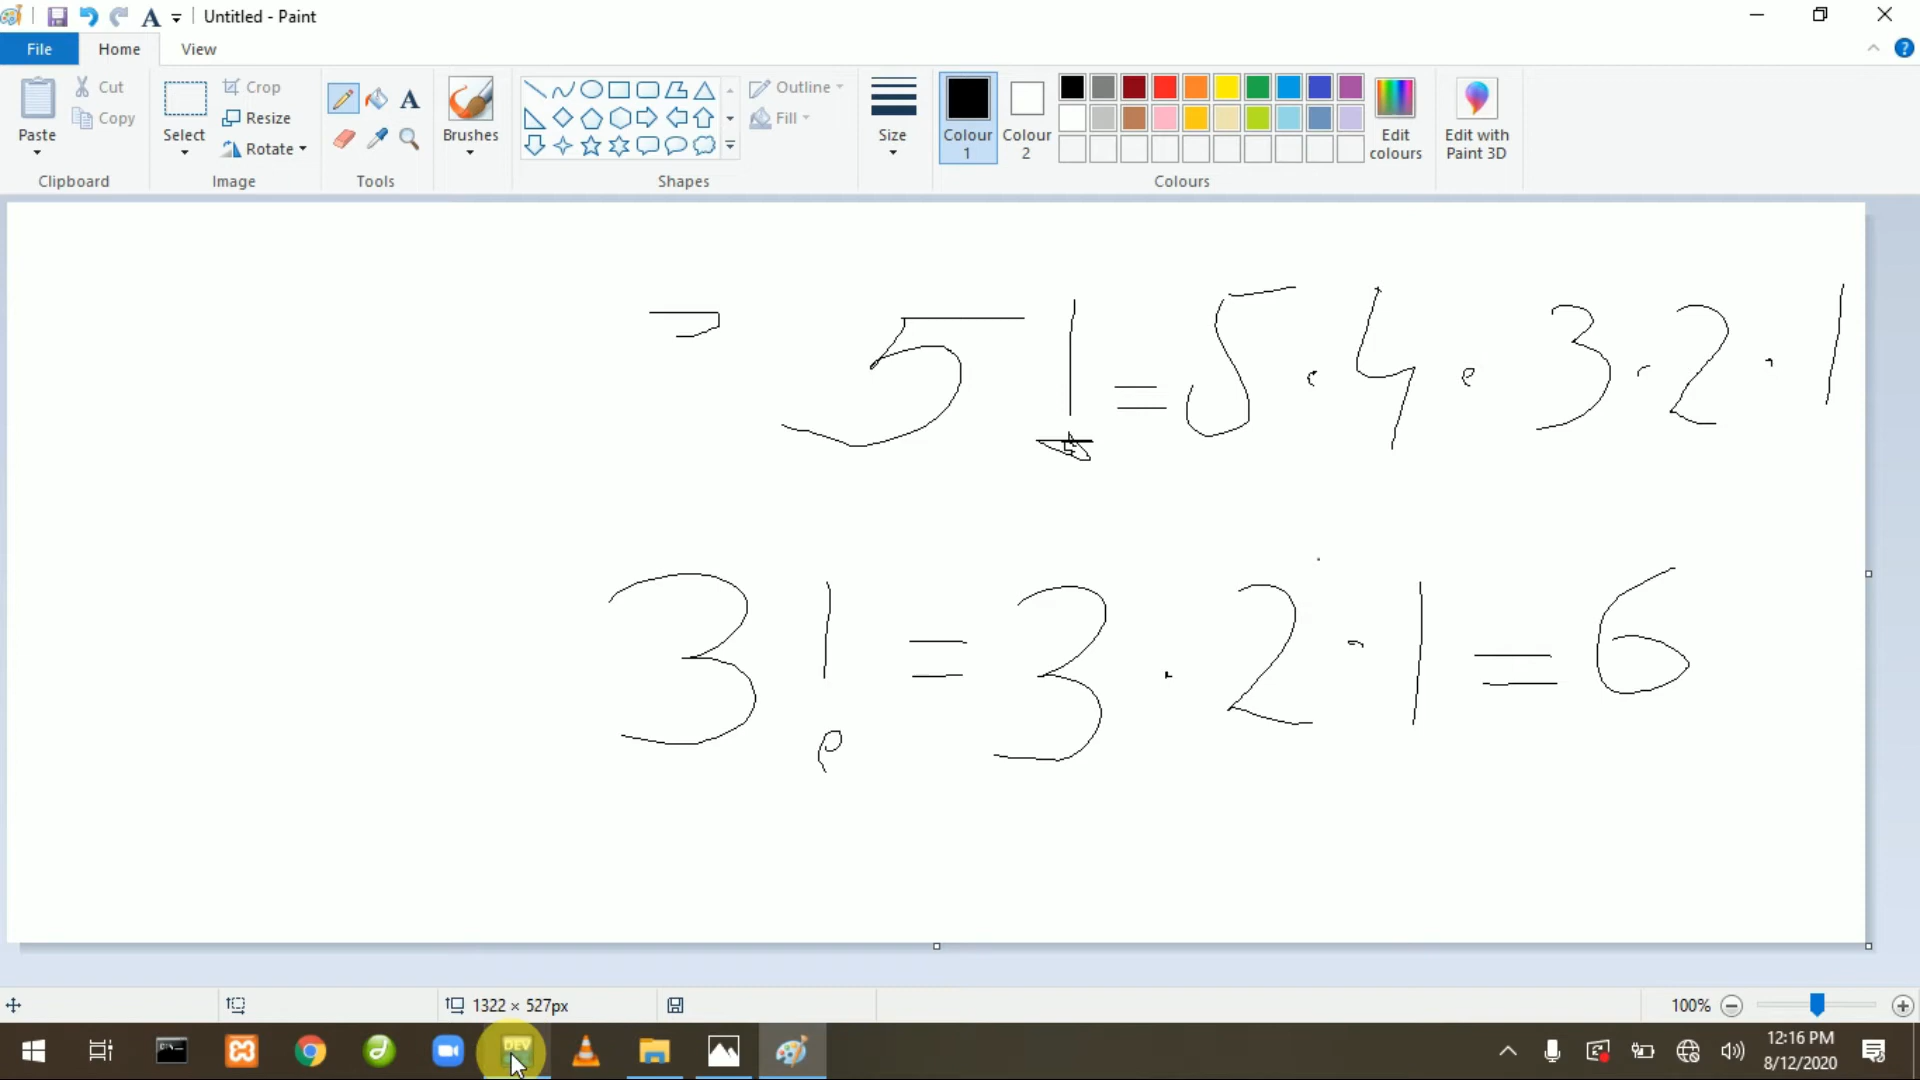 Untitled - Paint
File Home View
Paste Cut Copy Clipboard
Select Crop Resize Rotate Image
Tools
Brushes
Outline Fill Shapes
Size
Colour 1 Colour 2 Edit colours Colours
Edit with Paint 3D
5! = 5 . 4 . 3 . 2 . 1
3! = 3 . 2 . 1 = 6
1322 × 527px 100%
DEV
12:16 PM
8/12/2020